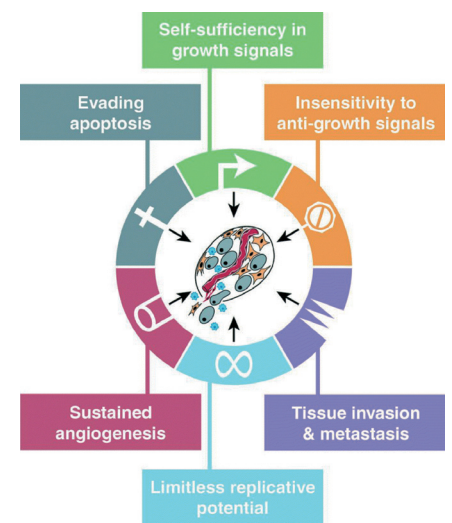 Self-sufficiency in
growth signals
Evading
apoptosis
Insensitivity to
anti-growth signals
Sustained
angiogenesis
Tissue invasion
& metastasis
Limitless replicative
potential